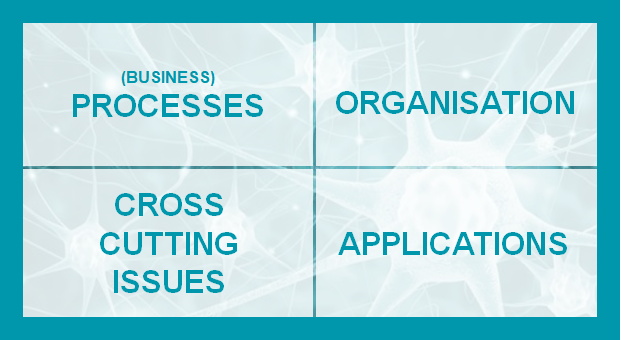 (BUSINESS)
PROCESSES
ORGANISATION
CROSS
CUTTING
ISSUES
APPLICATIONS